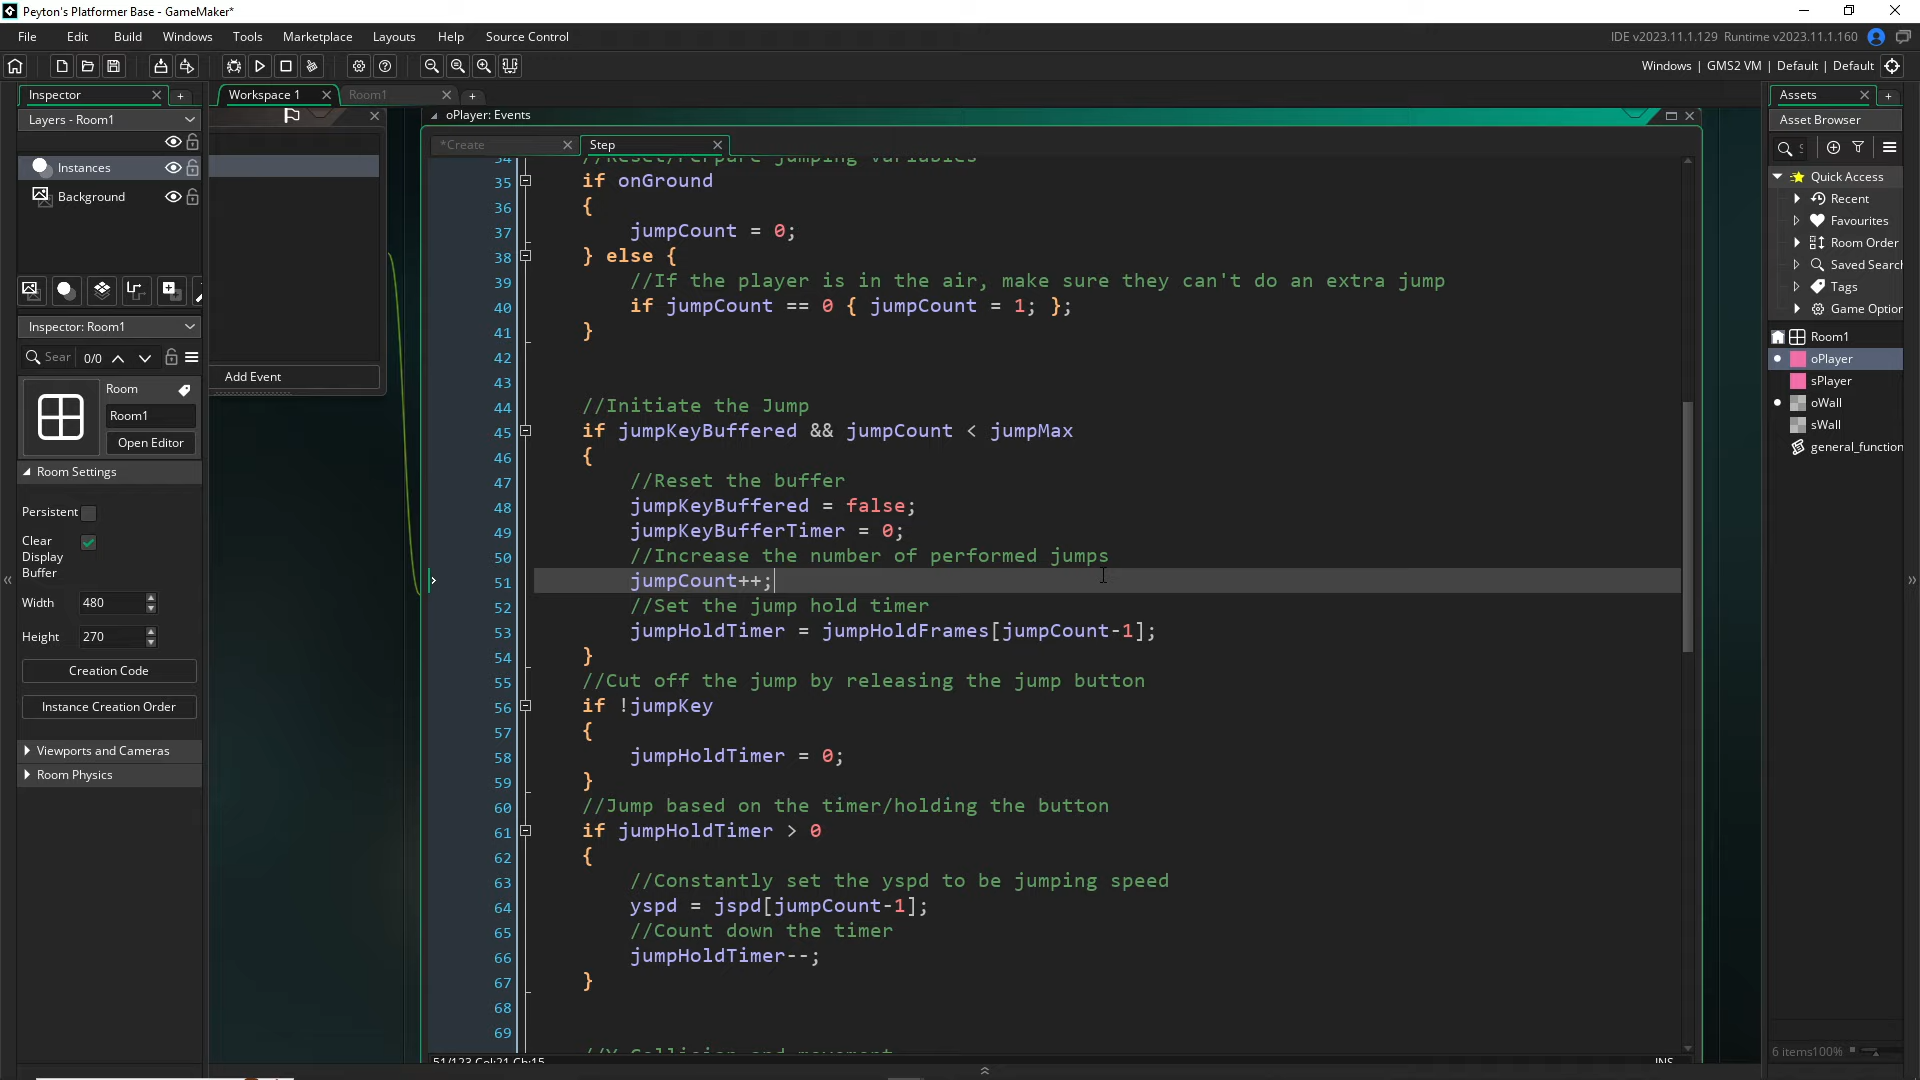 Peyton's Platformer Base - GameMaker*
File Edit Build Windows Tools Marketplace Layouts Help Source Control
IDE v2023.11.1.129 Runtime v2023.11.1.160
Windows | GMS2 VM | Default | Default
Inspector
Layers - Room1
Instances
Background
Inspector: Room1
Sear 0/0
Room
Room1
Open Editor
Room Settings
Persistent
Clear
Display
Buffer
Width 480
Height 270
Creation Code
Instance Creation Order
Viewports and Cameras
Room Physics
Workspace 1 Room1
Add Event
oPlayer: Events
*Create Step
34 //Reset/Perpare jumping variables
35 if onGround
36 {
37 jumpCount = 0;
38 } else {
39 //If the player is in the air, make sure they can't do an extra jump
40 if jumpCount == 0 { jumpCount = 1; };
41 }
42
43
44 //Initiate the Jump
45 if jumpKeyBuffered && jumpCount < jumpMax
46 {
47 //Reset the buffer
48 jumpKeyBuffered = false;
49 jumpKeyBufferTimer = 0;
50 //Increase the number of performed jumps
51 jumpCount++;
52 //Set the jump hold timer
53 jumpHoldTimer = jumpHoldFrames[jumpCount-1];
54 }
55 //Cut off the jump by releasing the jump button
56 if !jumpKey
57 {
58 jumpHoldTimer = 0;
59 }
60 //Jump based on the timer/holding the button
61 if jumpHoldTimer > 0
62 {
63 //Constantly set the yspd to be jumping speed
64 yspd = jspd[jumpCount-1];
65 //Count down the timer
66 jumpHoldTimer--;
67 }
68
69
51/123 Col:21 Ch:15 INS
Assets
Asset Browser
S
Quick Access
Recent
Favourites
Room Order
Saved Search
Tags
Game Option
Room1
oPlayer
sPlayer
oWall
sWall
general_function
6 items 100%